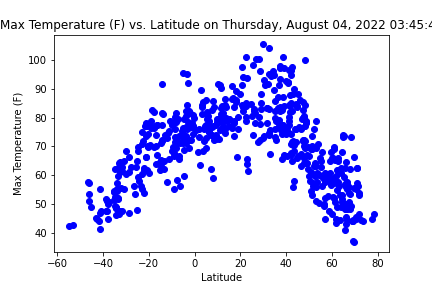 Max Temperature (F) vs. Latitude on Thursday, August 04, 2022 03:45:4
Max Temperature (F)
100
90
80
70
60
50
40
−60 −40 −20 0 20 40 60 80
Latitude